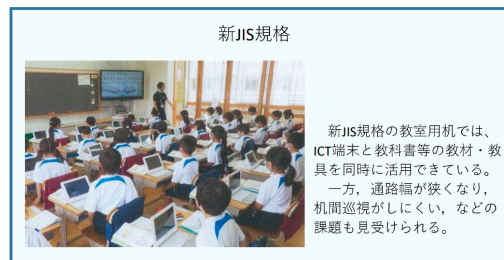 新JIS規格
新JIS規格の教室用机では、
ICT端末と教科書等の教材・教
具を同時に活用できている。
一方，通路幅が狭くなり，
机間巡視がしにくい，などの
課題も見受けられる。